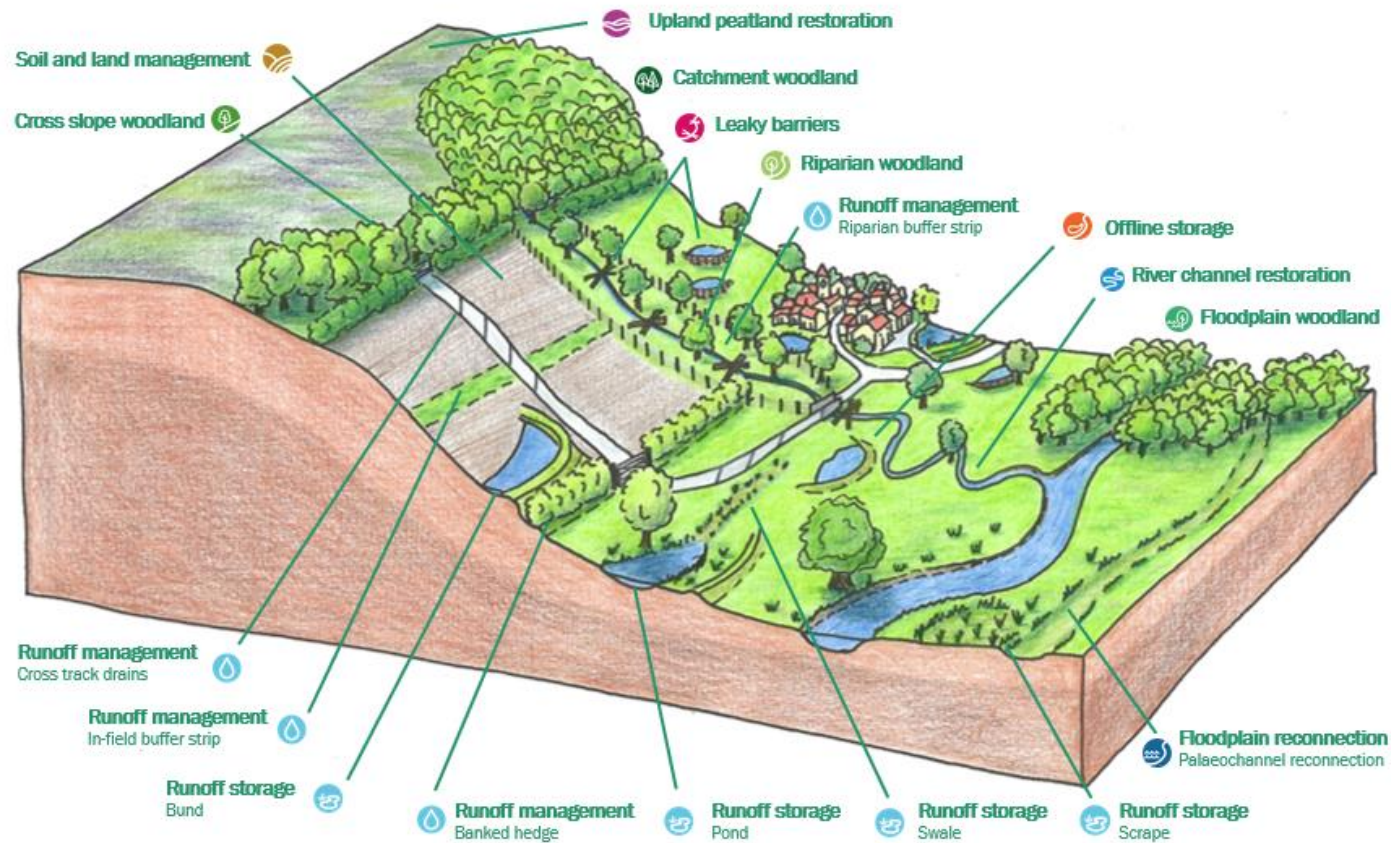 Upland peatland restoration
Soil and land management
Catchment woodland
Cross slope woodland
Leaky barriers
Riparian woodland
Runoff management
Riparian buffer strip
Offline storage
River channel restoration
Floodplain woodland
Runoff management
Cross track drains
Runoff management
In-field buffer strip
Runoff storage
Bund
Runoff management
Banked hedge
Runoff storage
Pond
Runoff storage
Swale
Runoff storage
Scrape
Floodplain reconnection
Palaeochannel reconnection